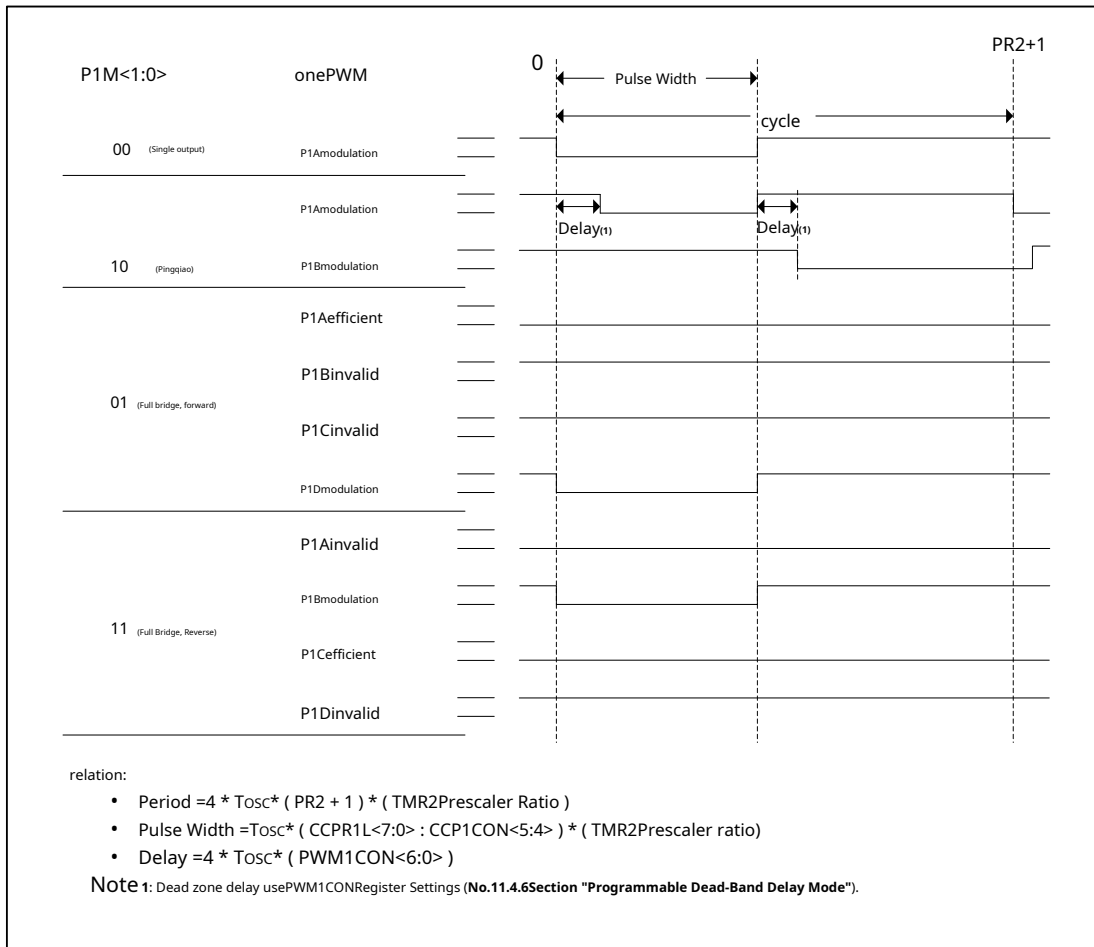 PR2+1
0
P1M<1:0> onePWM
Pulse Width
cycle
00 (Single output) P1Amodulation
P1Amodulation
Delay(1) Delay(1)
10 (Pingqiao) P1Bmodulation
P1Aefficient
P1Binvalid
01 (Full bridge, forward)
P1Cinvalid
P1Dmodulation
P1Ainvalid
P1Bmodulation
11 (Full Bridge, Reverse)
P1Cefficient
P1Dinvalid
relation:
• Period =4 * Tosc* ( PR2 + 1 ) * ( TMR2Prescaler Ratio )
• Pulse Width =Tosc* ( CCPR1L<7:0> : CCP1CON<5:4> ) * ( TMR2Prescaler ratio)
• Delay =4 * Tosc* ( PWM1CON<6:0> )
Note 1: Dead zone delay usePWM1CONRegister Settings (No.11.4.6Section "Programmable Dead-Band Delay Mode").